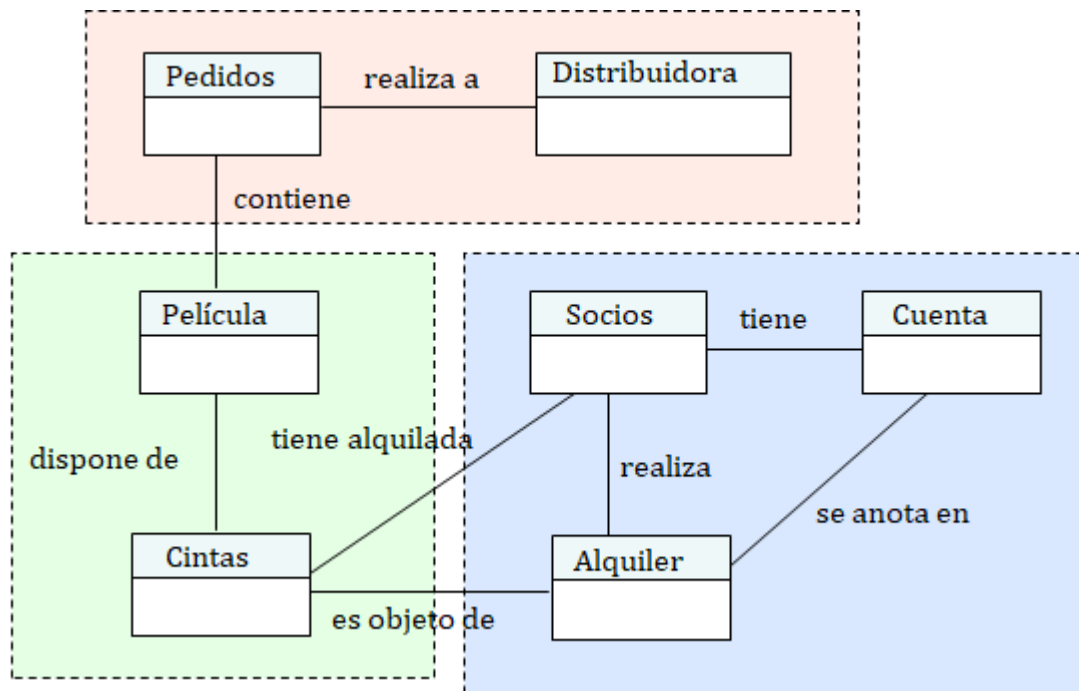 Pedidos
realiza a
Distribuidora
contiene
Película
Socios
tiene
Cuenta
dispone de
tiene alquilada
realiza
se anota en
Cintas
Alquiler
es objeto de